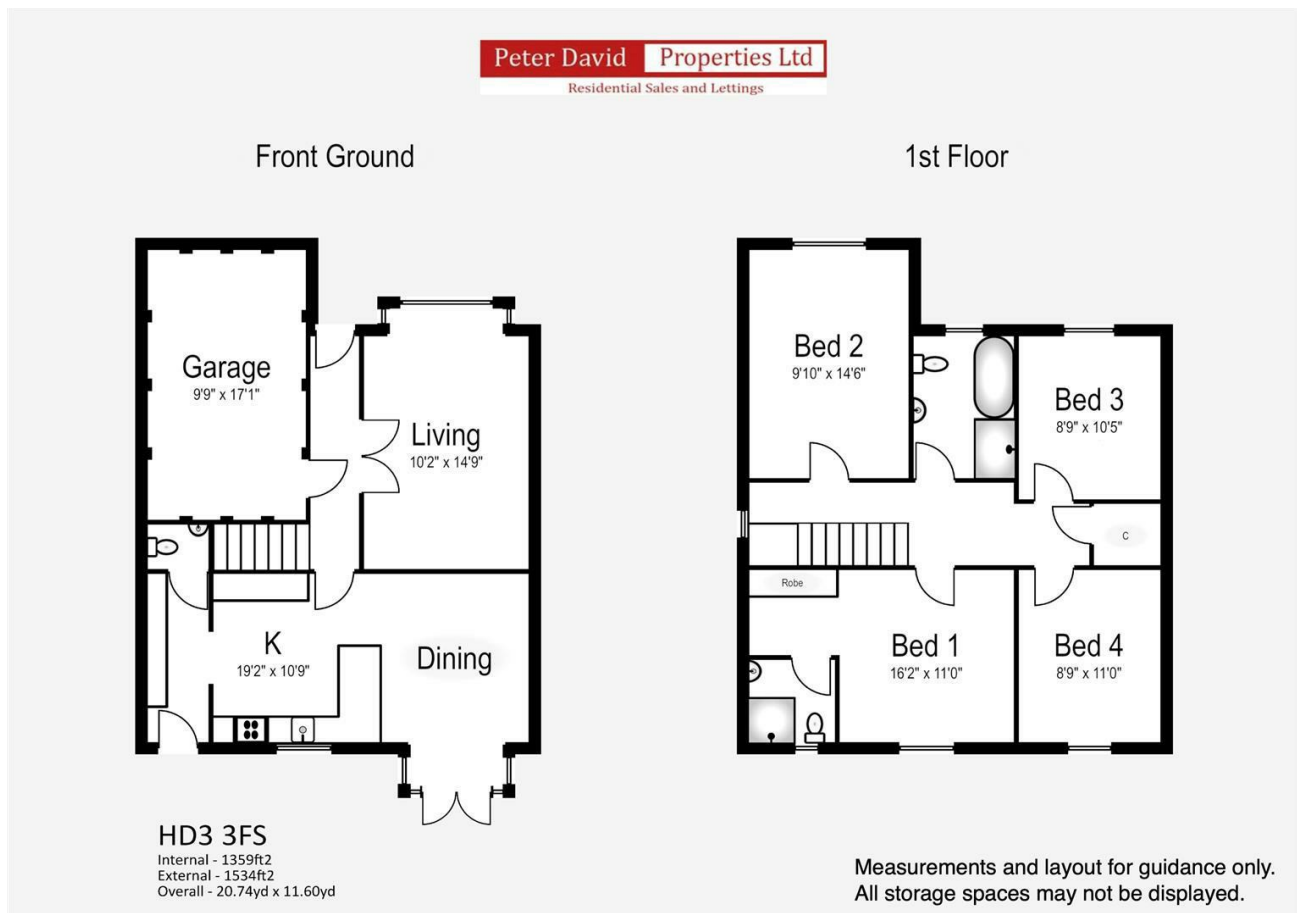 Peter David Properties Ltd
Residential Sales and Lettings
Front Ground
1st Floor
Garage
9'9" x 17'1"
Living
10'2" x 14'9"
K
19'2" x 10'9"
Dining
Bed 2
9'10" x 14'6"
Bed 3
8'9" x 10'5"
C
Robe
Bed 1
16'2" x 11'0"
Bed 4
8'9" x 11'0"
HD3 3FS
Internal - 1359ft2
External - 1534ft2
Overall - 20.74yd x 11.60yd
Measurements and layout for guidance only.
All storage spaces may not be displayed.